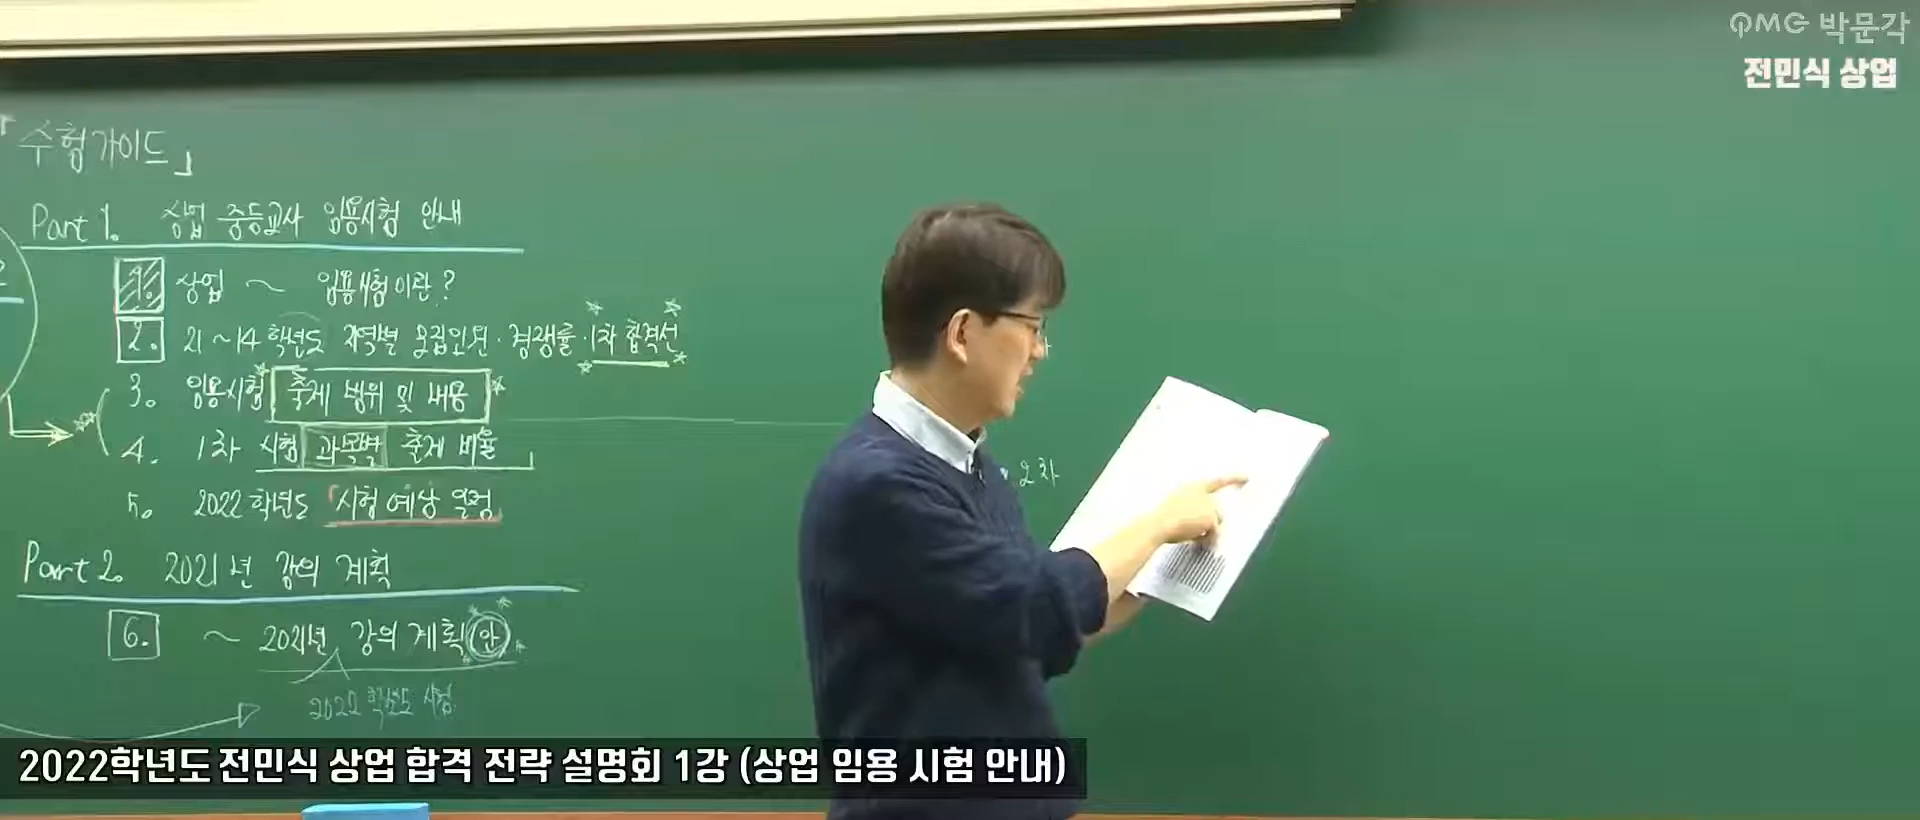 PMG 박문각
전민식 상업
「수험가이드」
Part 1. 상업 중등교사 임용시험 안내
1. 상업 ~ 임용시험이란?
2. 21~14 학년도 지역별 모집인원·경쟁률·1차 합격선
3. 임용시험 출제 범위 및 내용
4. 1차 시험 과목별 출제 비율
5. 2022 학년도 「시험 예상 일정」
Part 2. 2021년 강의 계획
6. ~ 2021년 강의 계획(안)
2022 학년도 시험
2차
2022학년도 전민식 상업 합격 전략 설명회 1강 (상업 임용 시험 안내)